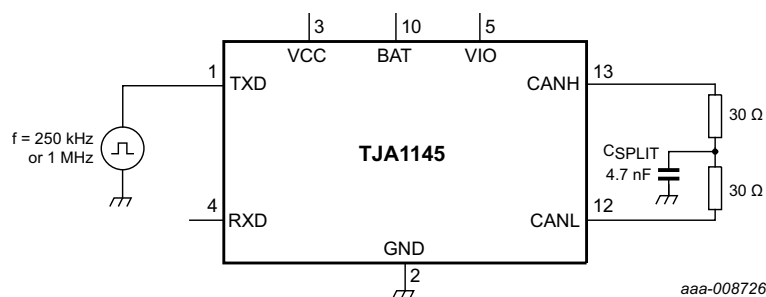 3
10
5
VCC
BAT
VIO
1
TXD
CANH
13
f = 250 kHz
or 1 MHz
TJA1145
30 Ω
CSPLIT
4.7 nF
30 Ω
4
RXD
CANL
12
GND
2
aaa-008726